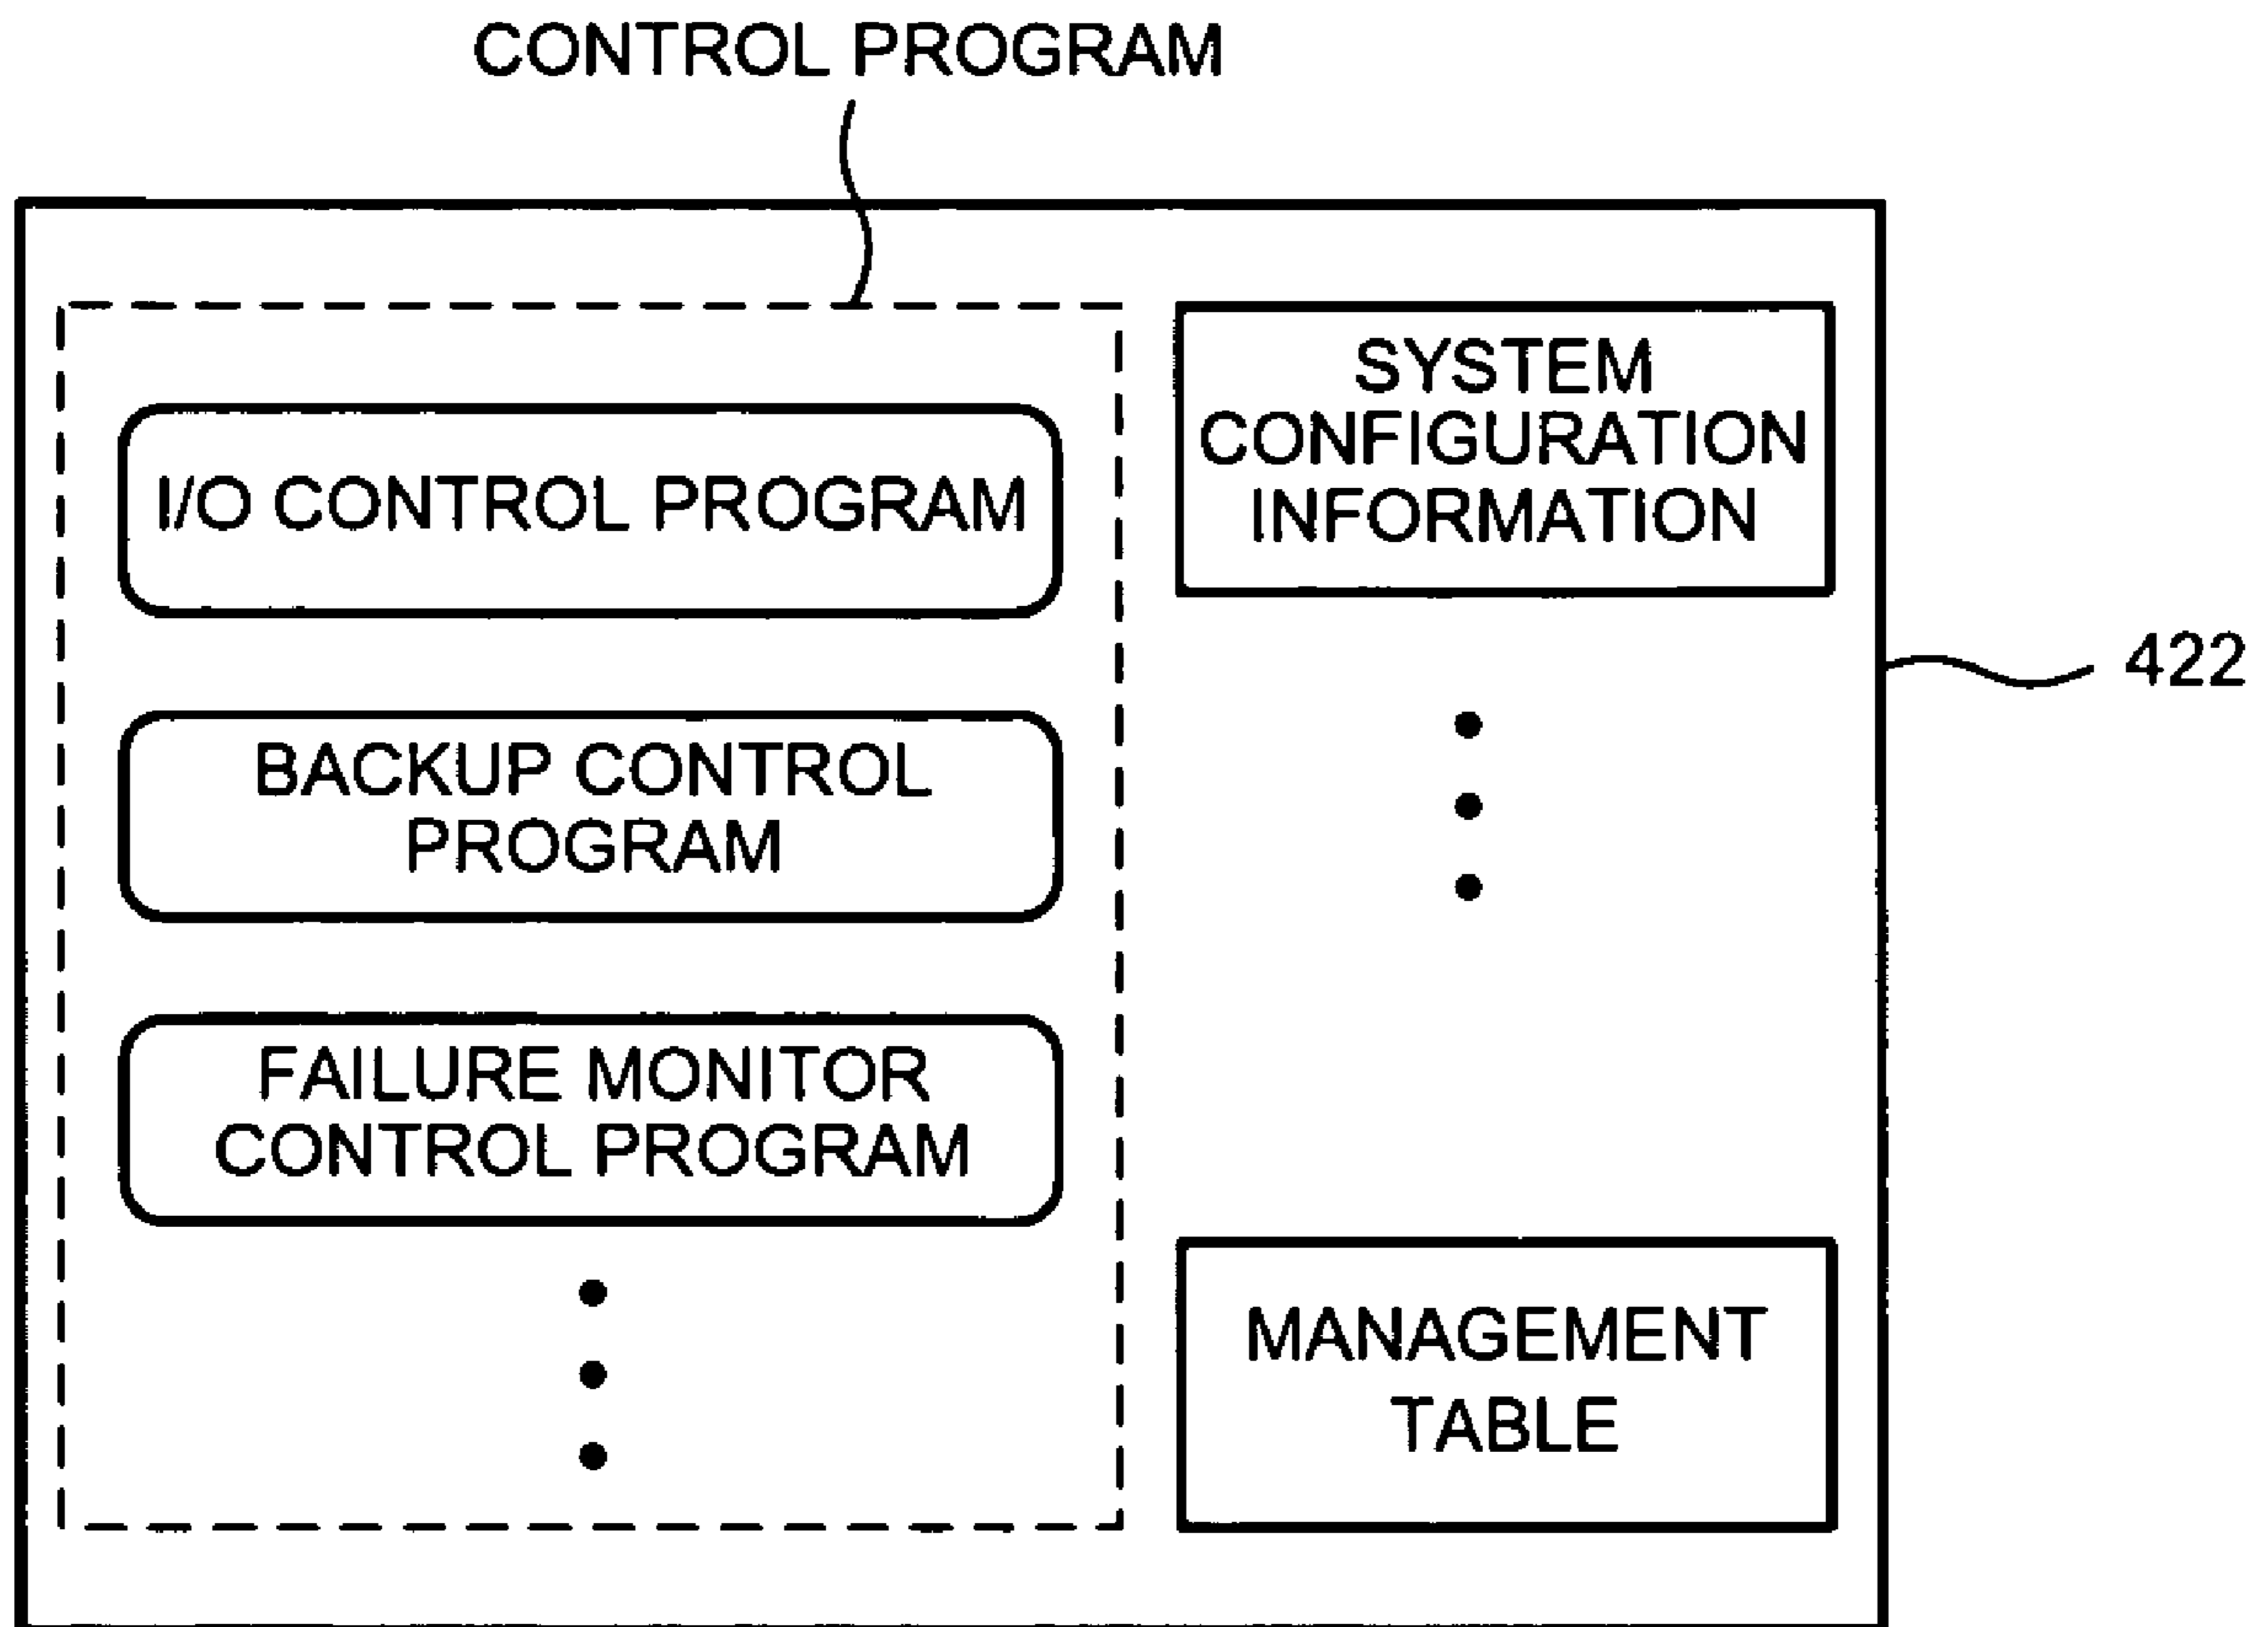 CONTROL PROGRAM
I/O CONTROL PROGRAM
BACKUP CONTROL
PROGRAM
FAILURE MONITOR
CONTROL PROGRAM
SYSTEM
CONFIGURATION
INFORMATION
MANAGEMENT
TABLE
422